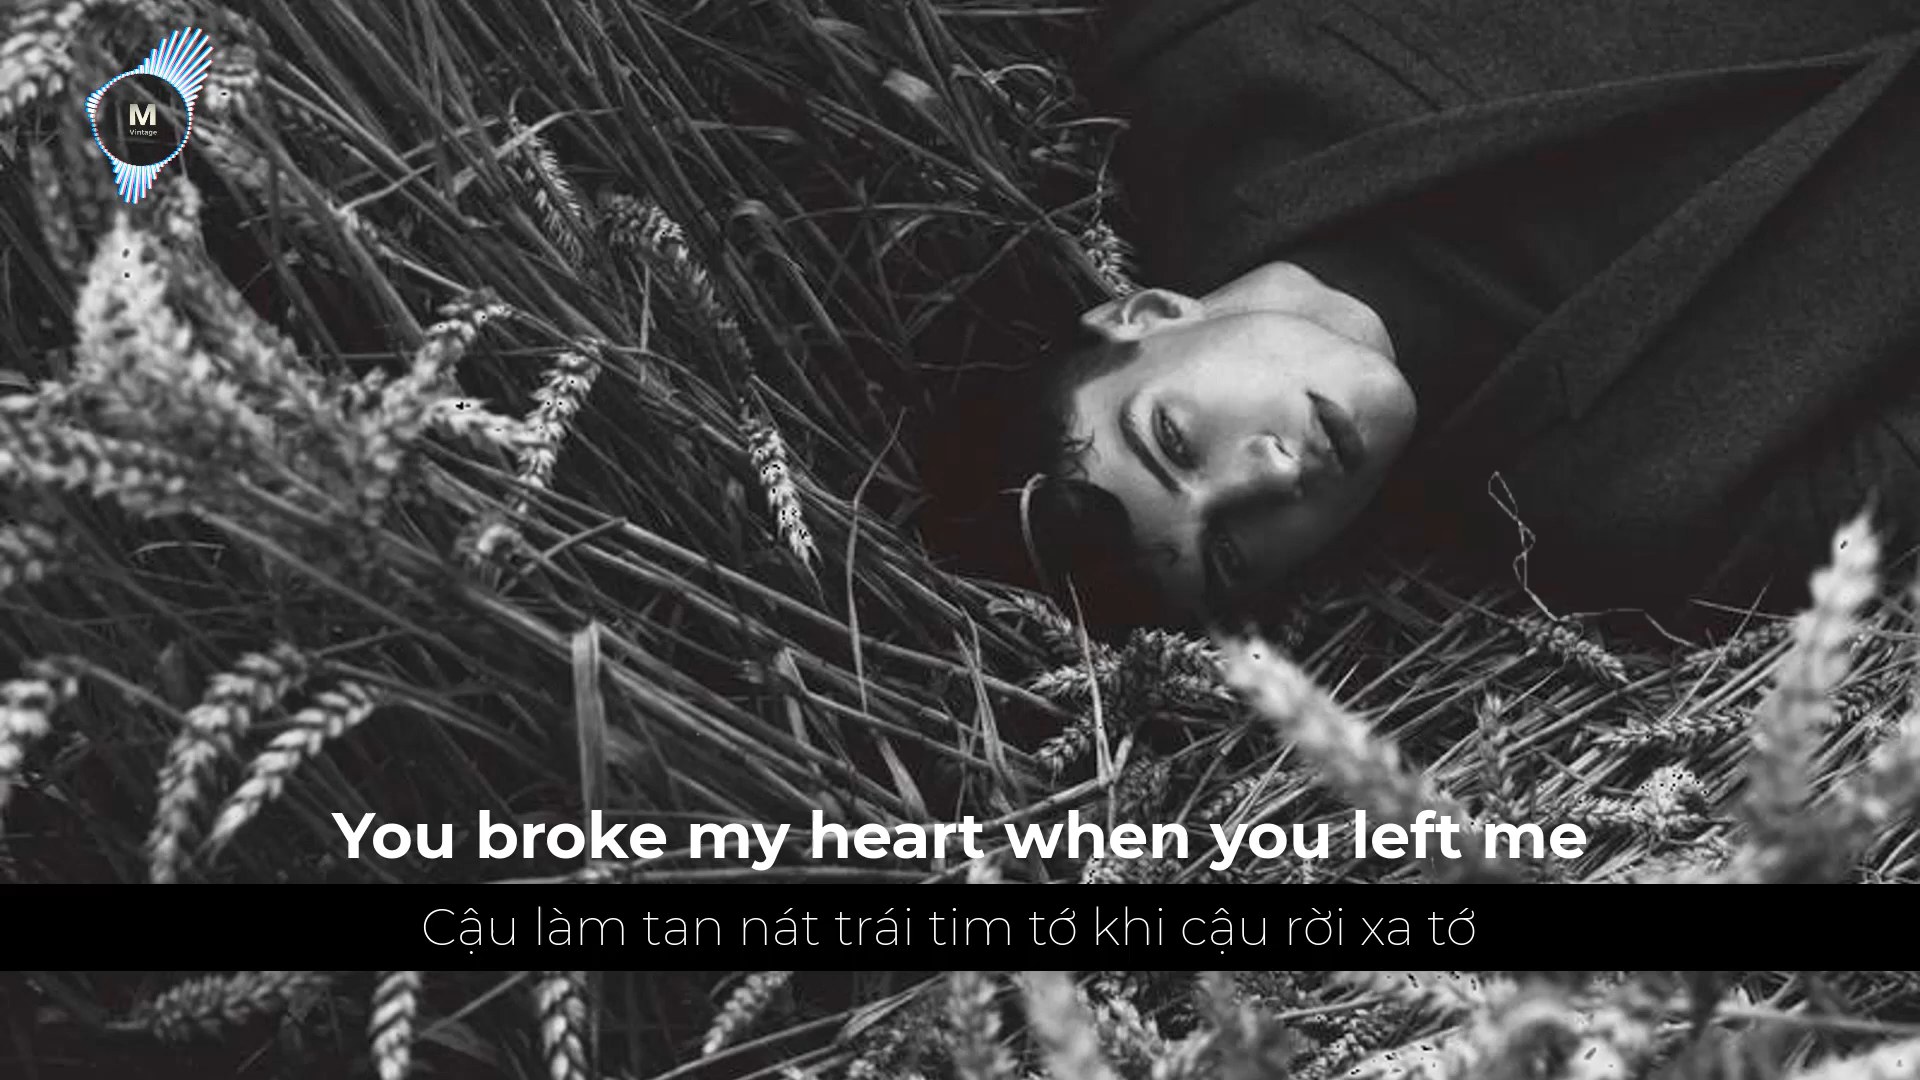 M
Vintage
You broke my heart when you left me
Cậu làm tan nát trái tim tớ khi cậu rời xa tớ